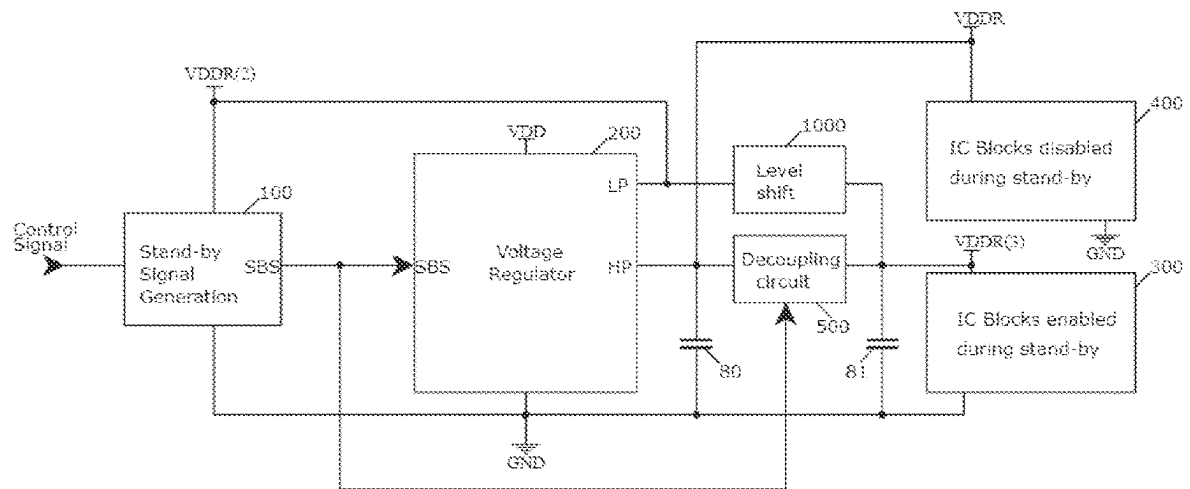 VDDR
VDDR(2)
VDD
200
1000
400
LP
Level
shift
IC Blocks disabled
during stand-by
100
Control
Signal
Stand-by
Signal
Generation
SBS
SBS
Voltage
Regulator
HP
Decoupling
circuit
500
VDDR(3)
GND
300
IC Blocks enabled
during stand-by
80
81
GND